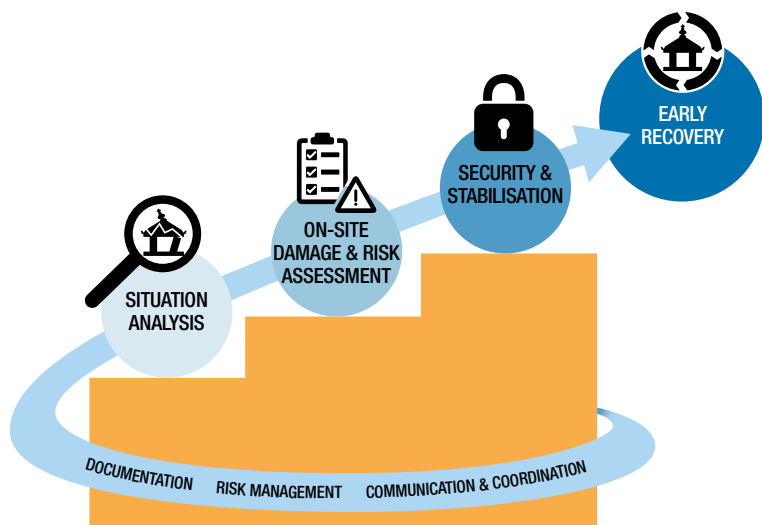 EARLY
RECOVERY
SECURITY &
STABILISATION
ON-SITE
DAMAGE & RISK
ASSESSMENT
SITUATION
ANALYSIS
DOCUMENTATION RISK MANAGEMENT COMMUNICATION & COORDINATION